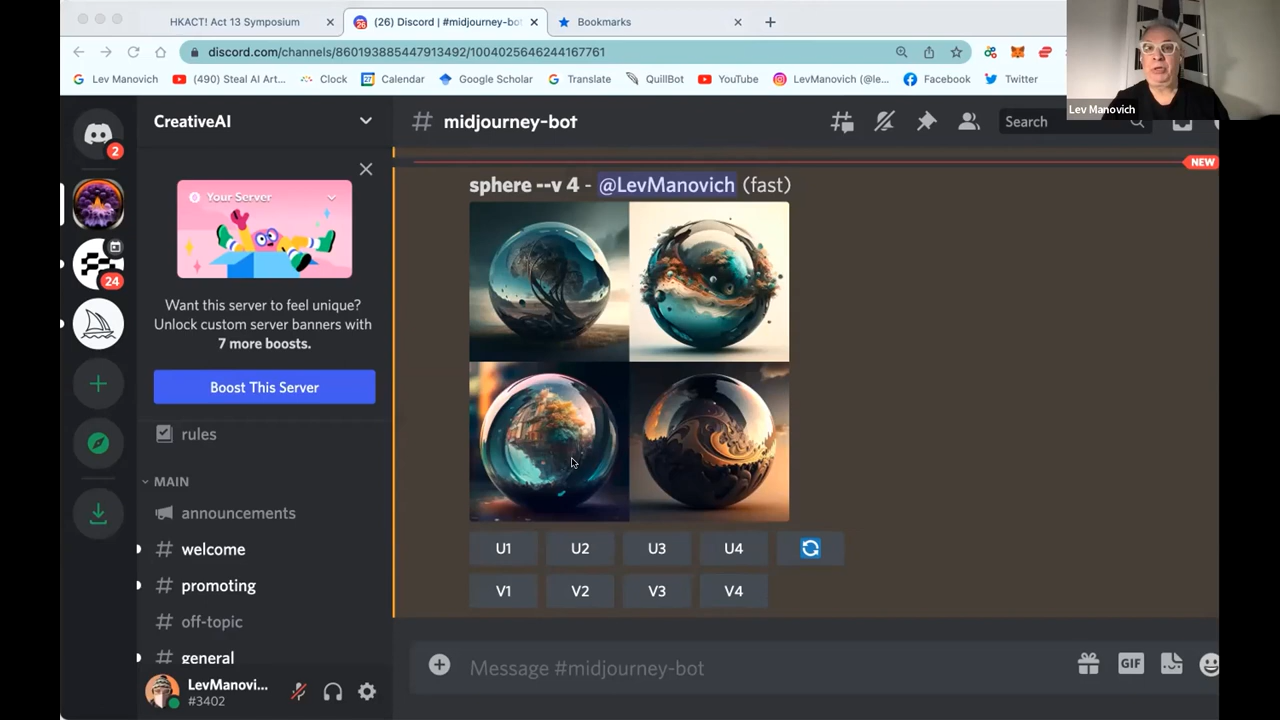 HKACT! Act 13 Symposium
(26) Discord | #midjourney-bot
Bookmarks
discord.com/channels/860193885447913492/1004025646244167761
Lev Manovich
(490) Steal AI Art...
Clock
27
Calendar
Google Scholar
Translate
QuillBot
YouTube
LevManovich (@le...
Facebook
Twitter
Lev Manovich
CreativeAI
midjourney-bot
Search
2
24
Your Server
Want this server to feel unique?
Unlock custom server banners with
7 more boosts.
Boost This Server
rules
MAIN
announcements
welcome
promoting
off-topic
general
LevManovi...
#3402
NEW
sphere --v 4 - @LevManovich (fast)
U1 U2 U3 U4
V1 V2 V3 V4
Message #midjourney-bot
GIF